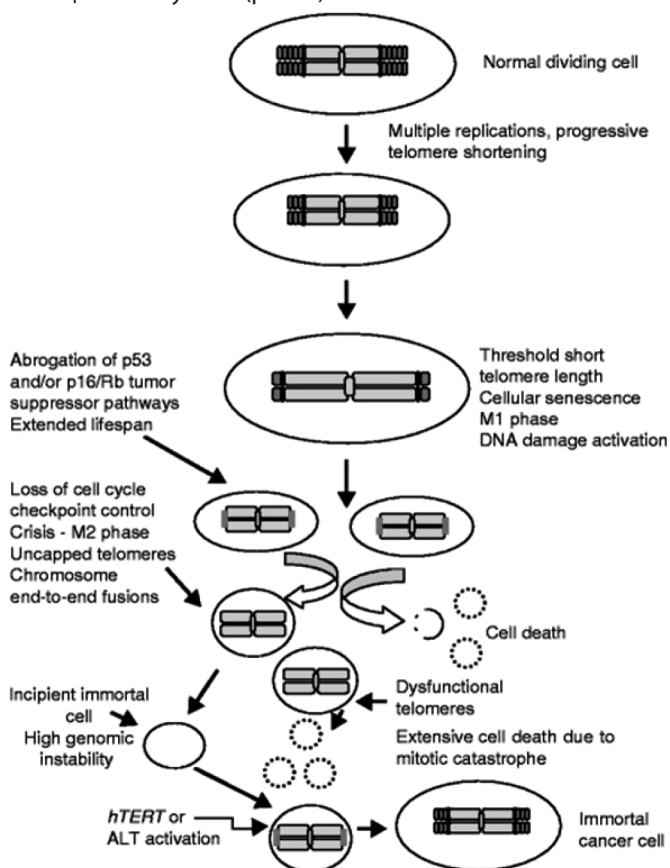 Normal dividing cell
Multiple replications, progressive
telomere shortening
Abrogation of p53
and/or p16/Rb tumor
suppressor pathways
Extended lifespan
Threshold short
telomere length
Cellular senescence
M1 phase
DNA damage activation
Loss of cell cycle
checkpoint control
Crisis - M2 phase
Uncapped telomeres
Chromosome
end-to-end fusions
Cell death
Incipient immortal
cell
High genomic
instability
Dysfunctional
telomeres
Extensive cell death due to
mitotic catastrophe
hTERT or
ALT activation
Immortal
cancer cell